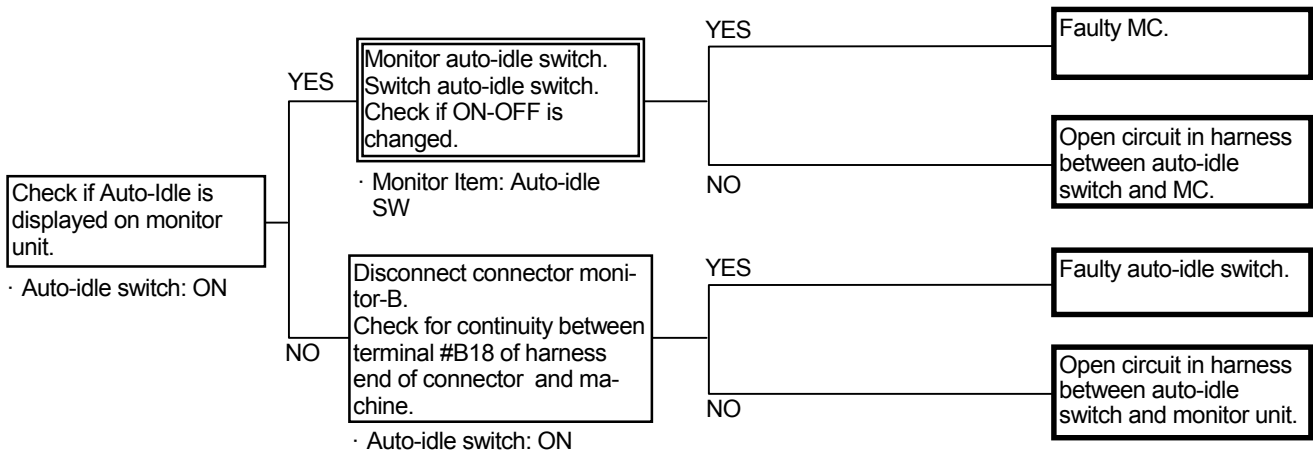 Check if Auto-Idle is
displayed on monitor
unit.
· Auto-idle switch: ON
YES
Monitor auto-idle switch.
Switch auto-idle switch.
Check if ON-OFF is
changed.
· Monitor Item: Auto-idle
SW
YES
Faulty MC.
NO
Open circuit in harness
between auto-idle
switch and MC.
NO
Disconnect connector moni-
tor-B.
Check for continuity between
terminal #B18 of harness
end of connector and ma-
chine.
· Auto-idle switch: ON
YES
Faulty auto-idle switch.
NO
Open circuit in harness
between auto-idle
switch and monitor unit.